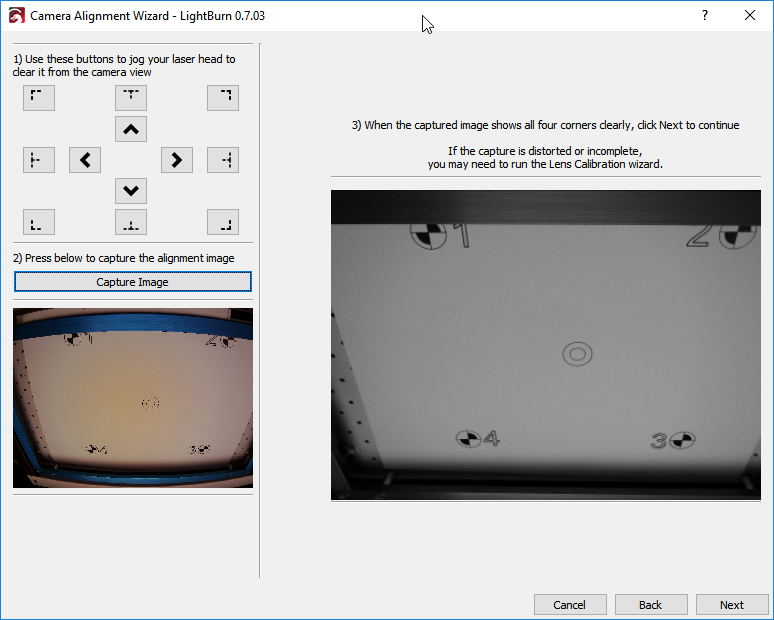 Camera Alignment Wizard - LightBurn 0.7.03
?
1) Use these buttons to jog your laser head to
clear it from the camera view
2) Press below to capture the alignment image
Capture Image
1
2
4
3
3) When the captured image shows all four corners clearly, click Next to continue
If the capture is distorted or incomplete,
you may need to run the Lens Calibration wizard.
1
2
4
3
Cancel
Back
Next